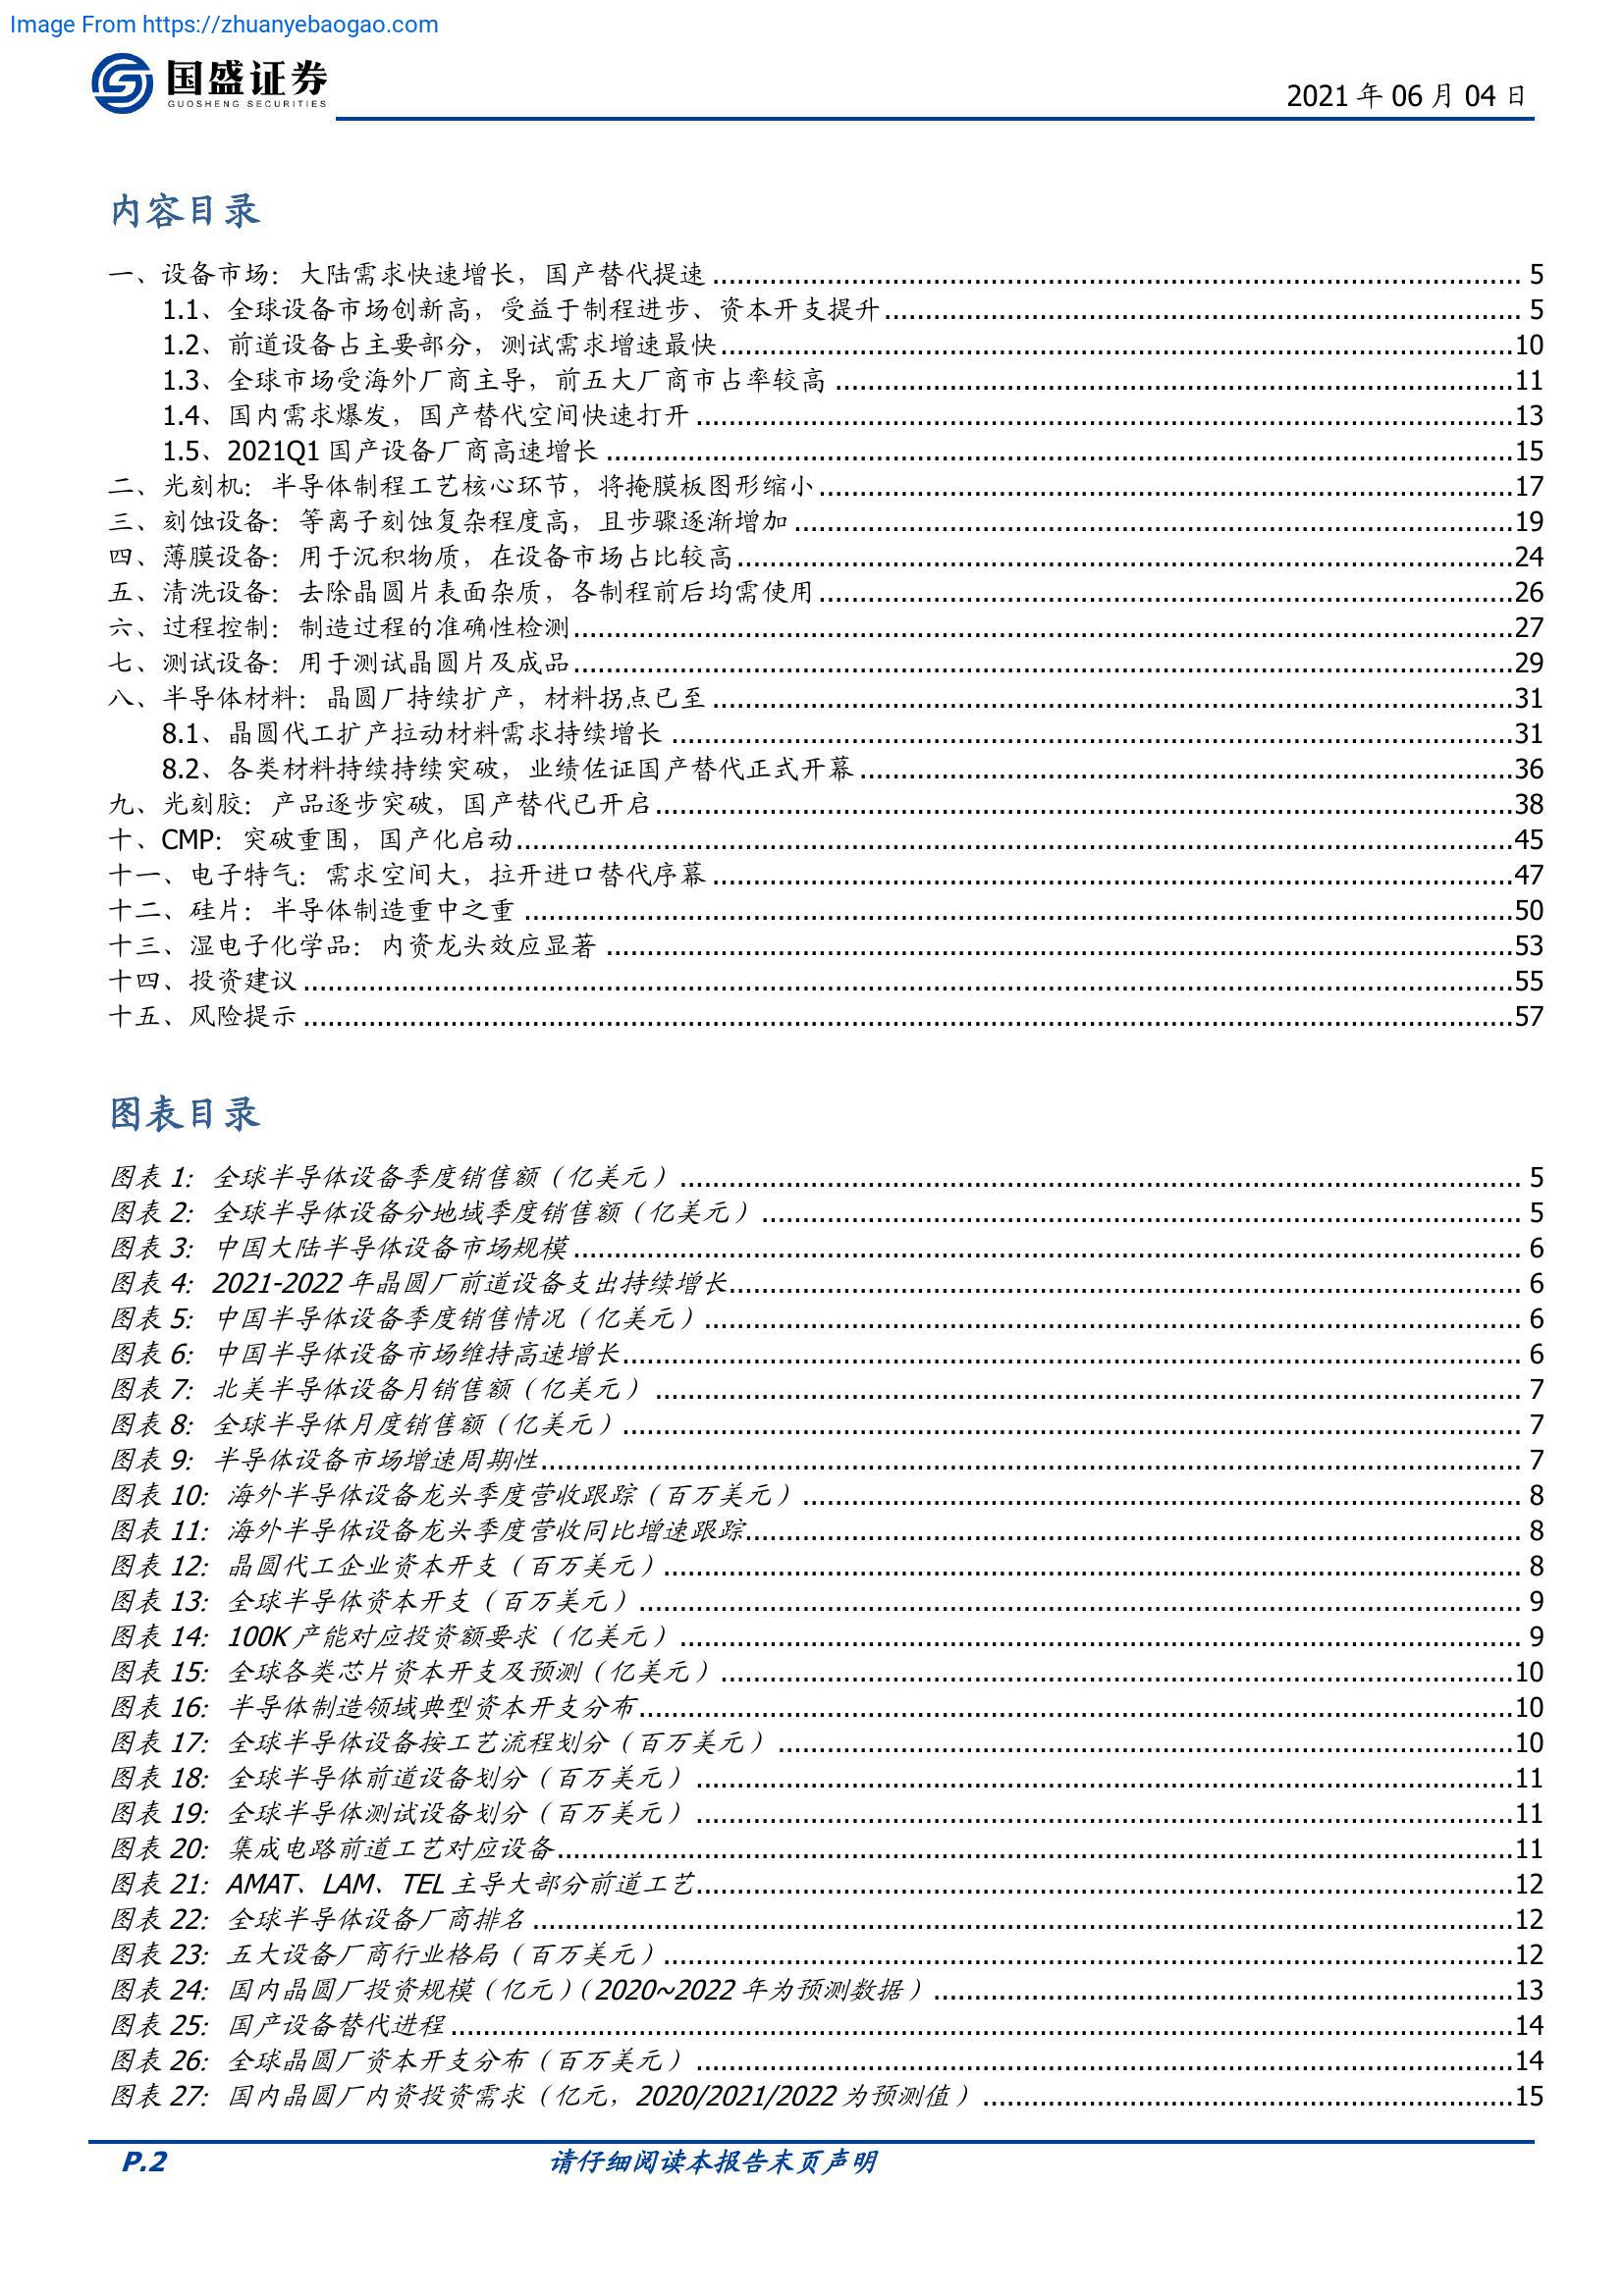 Image From https://zhuanyebaogao.com
国盛证券
GUOSHENG SECURITIES
2021 年 06 月 04 日
内容目录
一、设备市场：大陆需求快速增长，国产替代提速 5
1.1、全球设备市场创新高，受益于制程进步、资本开支提升 5
1.2、前道设备占主要部分，测试需求增速最快 10
1.3、全球市场受海外厂商主导，前五大厂商市占率较高 11
1.4、国内需求爆发，国产替代空间快速打开 13
1.5、2021Q1 国产设备厂商高速增长 15
二、光刻机：半导体制程工艺核心环节，将掩膜板图形缩小 17
三、刻蚀设备：等离子刻蚀复杂程度高，且步骤逐渐增加 19
四、薄膜设备：用于沉积物质，在设备市场占比较高 24
五、清洗设备：去除晶圆片表面杂质，各制程前后均需使用 26
六、过程控制：制造过程的准确性检测 27
七、测试设备：用于测试晶圆片及成品 29
八、半导体材料：晶圆厂持续扩产，材料拐点已至 31
8.1、晶圆代工扩产拉动材料需求持续增长 31
8.2、各类材料持续持续突破，业绩佐证国产替代正式开幕 36
九、光刻胶：产品逐步突破，国产替代已开启 38
十、CMP：突破重围，国产化启动 45
十一、电子特气：需求空间大，拉开进口替代序幕 47
十二、硅片：半导体制造重中之重 50
十三、湿电子化学品：内资龙头效应显著 53
十四、投资建议 55
十五、风险提示 57
图表目录
图表 1：全球半导体设备季度销售额（亿美元） 5
图表 2：全球半导体设备分地域季度销售额（亿美元） 5
图表 3：中国大陆半导体设备市场规模 6
图表 4：2021-2022 年晶圆厂前道设备支出持续增长 6
图表 5：中国半导体设备季度销售情况（亿美元） 6
图表 6：中国半导体设备市场维持高速增长 6
图表 7：北美半导体设备月销售额（亿美元） 7
图表 8：全球半导体月度销售额（亿美元） 7
图表 9：半导体设备市场增速周期性 7
图表 10：海外半导体设备龙头季度营收跟踪（百万美元） 8
图表 11：海外半导体设备龙头季度营收同比增速跟踪 8
图表 12：晶圆代工企业资本开支（百万美元） 8
图表 13：全球半导体资本开支（百万美元） 9
图表 14：100K 产能对应投资额要求（亿美元） 9
图表 15：全球各类芯片资本开支及预测（亿美元） 10
图表 16：半导体制造领域典型资本开支分布 10
图表 17：全球半导体设备按工艺流程划分（百万美元） 10
图表 18：全球半导体前道设备划分（百万美元） 11
图表 19：全球半导体测试设备划分（百万美元） 11
图表 20：集成电路前道工艺对应设备 11
图表 21：AMAT、LAM、TEL 主导大部分前道工艺 12
图表 22：全球半导体设备厂商排名 12
图表 23：五大设备厂商行业格局（百万美元） 12
图表 24：国内晶圆厂投资规模（亿元）（2020~2022 年为预测数据） 13
图表 25：国产设备替代进程 14
图表 26：全球晶圆厂资本开支分布（百万美元） 14
图表 27：国内晶圆厂内资投资需求（亿元，2020/2021/2022 为预测值） 15
P.2
请仔细阅读本报告末页声明